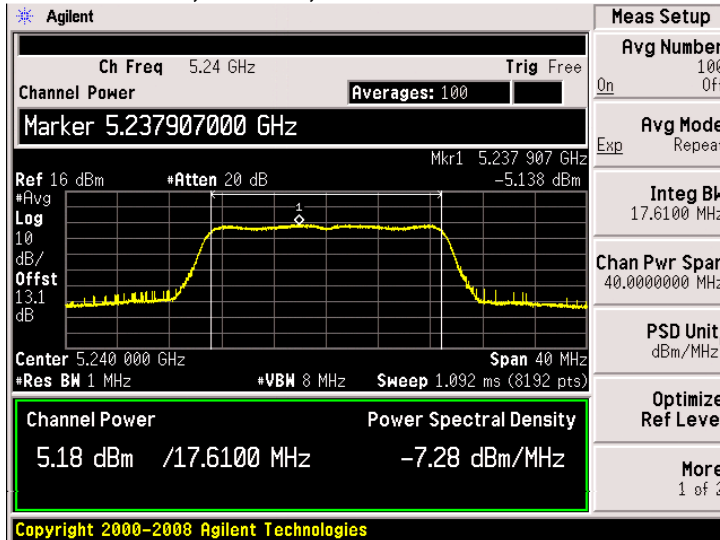 Agilent
Meas Setup
Ch Freq 5.24 GHz Trig Free
Channel Power Averages: 100
Marker 5.237907000 GHz
Mkr1 5.237 907 GHz
Ref 16 dBm #Atten 20 dB -5.138 dBm
#Avg
Log
10
dB/
Offst
13.1
dB
1
Center 5.240 000 GHz Span 40 MHz
#Res BW 1 MHz #VBW 8 MHz Sweep 1.092 ms (8192 pts)
Channel Power Power Spectral Density
5.18 dBm /17.6100 MHz -7.28 dBm/MHz
Copyright 2000-2008 Agilent Technologies
Avg Number
100
On Of
Avg Mode
Exp Repea
Integ B
17.6100 MHz
Chan Pwr Span
40.0000000 MHz
PSD Unit
dBm/MHz
Optimize
Ref Leve
More
1 of 2